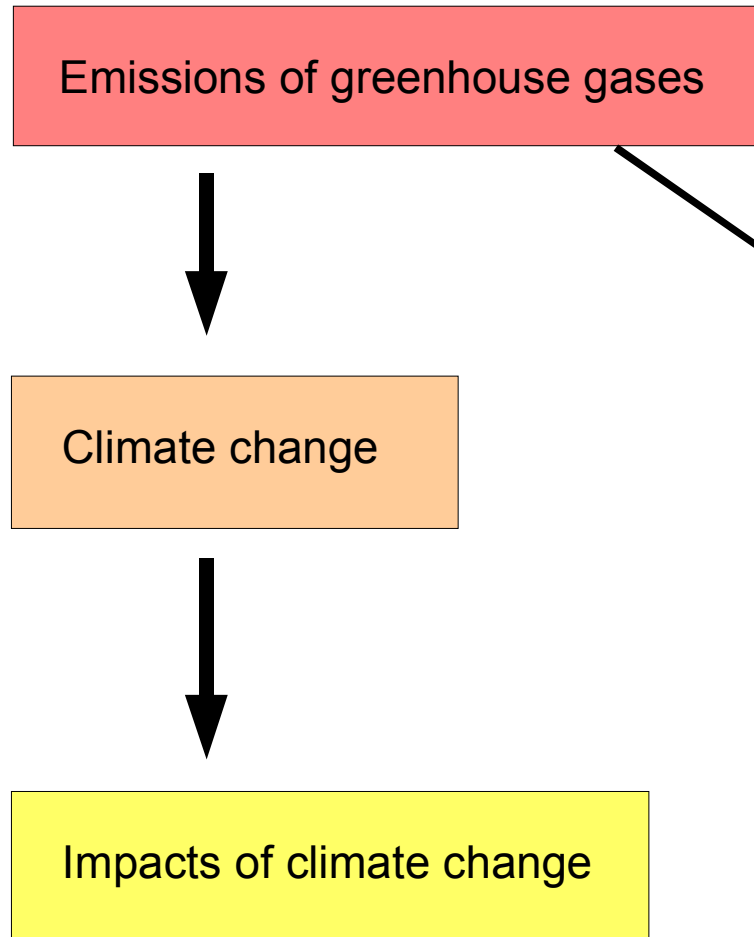 Emissions of greenhouse gases
Climate change
Impacts of climate change